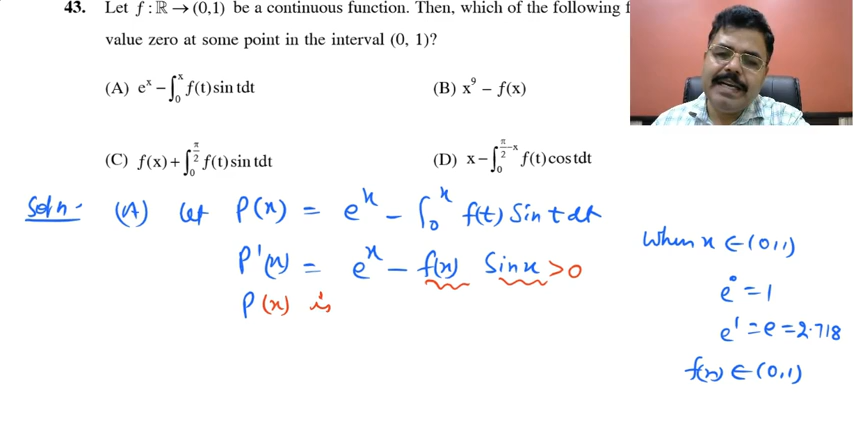 43. Let f : ℝ → (0,1) be a continuous function. Then, which of the following f
value zero at some point in the interval (0, 1)?
(A) e^x − ∫_0^x f(t) sin t dt
(B) x^9 − f(x)
(C) f(x) + ∫_0^{π/2} f(t) sin t dt
(D) x − ∫_0^{π/2 − x} f(t) cos t dt
Soln. (A) Let P(x) = e^x − ∫_0^x f(t) Sin t dt
P'(x) = e^x − f(x) Sin x > 0
P(x) is
When x ∈ (0,1)
e^0 = 1
e^1 = e = 2.718
f(x) ∈ (0,1)